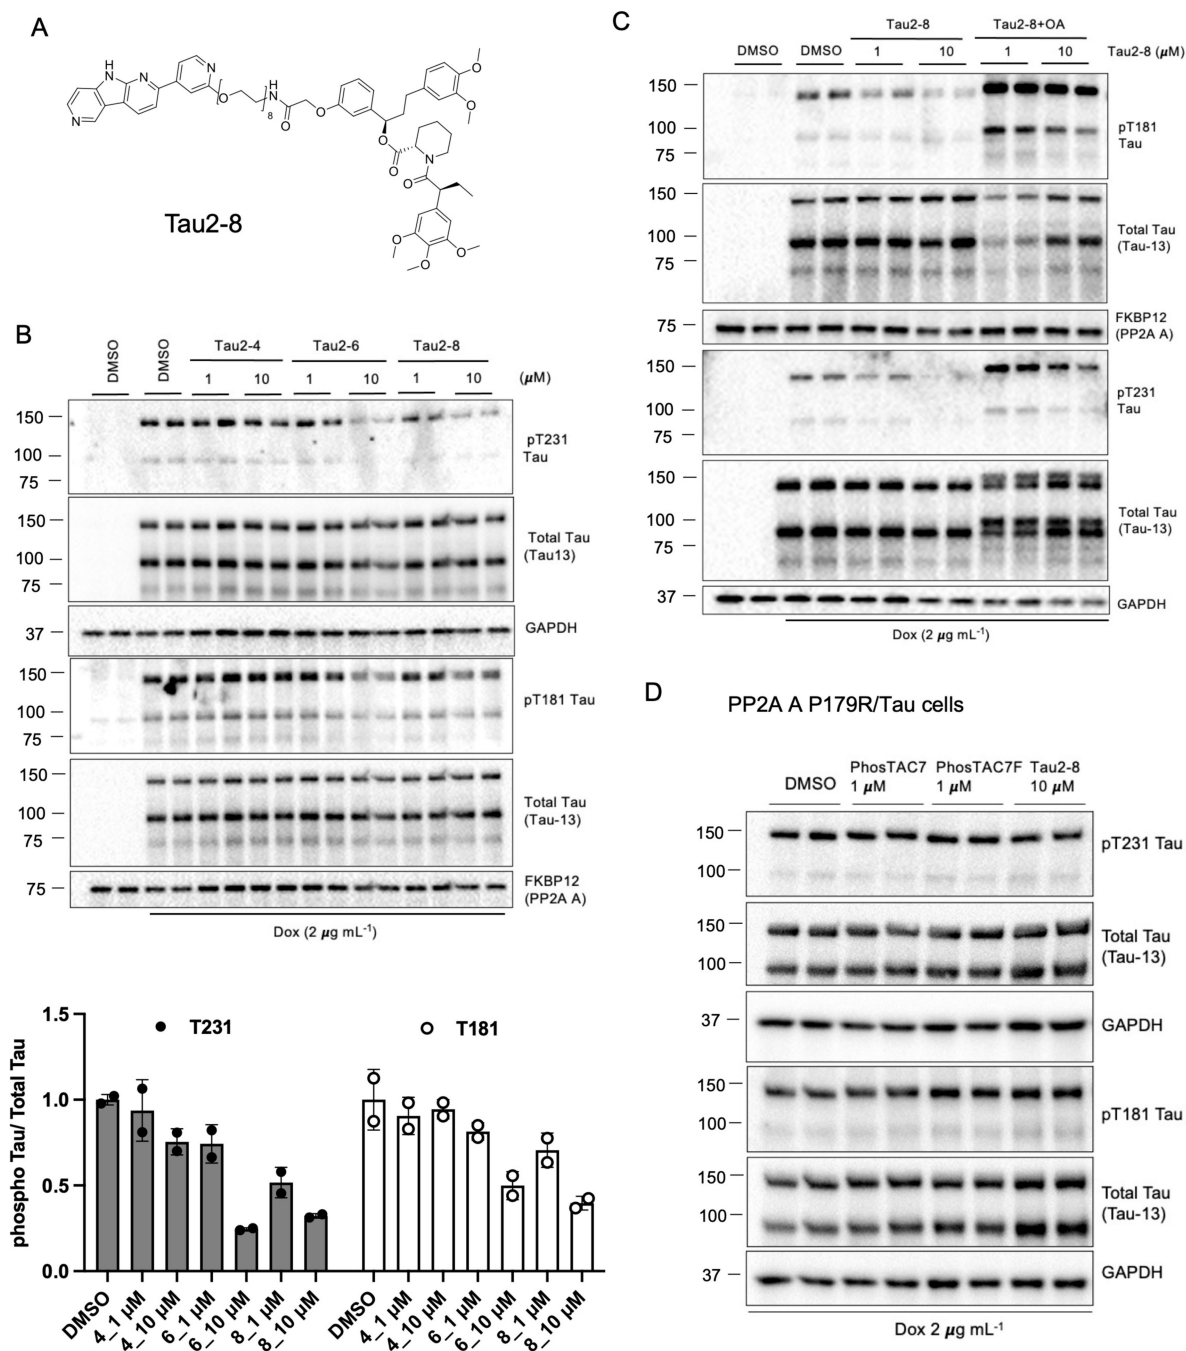 A
NH
N
N
N
O
8
H
N
O
O
O
O
O
O
N
O
O
O
O
N
Tau2-8
B
DMSO
DMSO
Tau2-4
Tau2-6
Tau2-8
1
10
1
10
1
10
(μM)
150
100
75
pT231
Tau
150
100
75
Total Tau
(Tau13)
37
GAPDH
150
100
75
pT181 Tau
150
100
75
Total Tau
(Tau-13)
75
FKBP12
(PP2A A)
Dox (2 μg mL-1)
phospho Tau/ Total Tau
1.5
1.0
0.5
0.0
T231
T181
DMSO
4_1 μM
4_10 μM
6_1 μM
6_10 μM
8_1 μM
8_10 μM
DMSO
4_1 μM
4_10 μM
6_1 μM
6_10 μM
8_1 μM
8_10 μM
C
Tau2-8
Tau2-8+OA
DMSO
DMSO
1
10
1
10
Tau2-8 (μM)
150
100
75
pT181
Tau
150
100
75
Total Tau
(Tau-13)
75
FKBP12
(PP2A A)
150
100
75
pT231
Tau
150
100
75
Total Tau
(Tau-13)
37
GAPDH
Dox (2 μg mL-1)
D
PP2A A P179R/Tau cells
DMSO
PhosTAC7
1 μM
PhosTAC7F
1 μM
Tau2-8
10 μM
150
100
pT231 Tau
150
100
Total Tau
(Tau-13)
37
GAPDH
150
100
pT181 Tau
150
100
Total Tau
(Tau-13)
37
GAPDH
Dox 2 μg mL-1